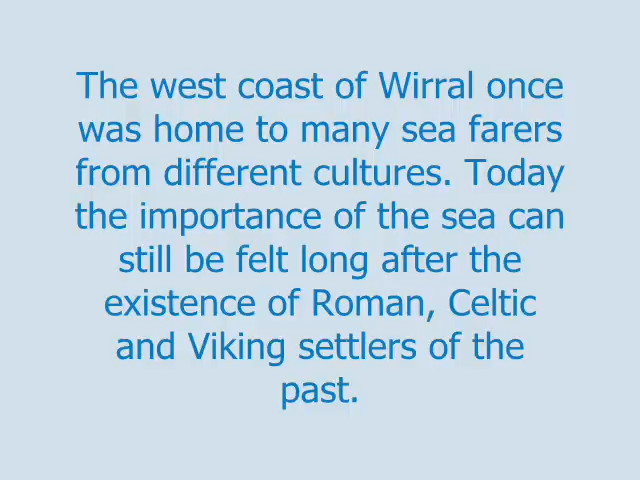 The west coast of Wirral once
was home to many sea farers
from different cultures. Today
the importance of the sea can
still be felt long after the
existence of Roman, Celtic
and Viking settlers of the
past.